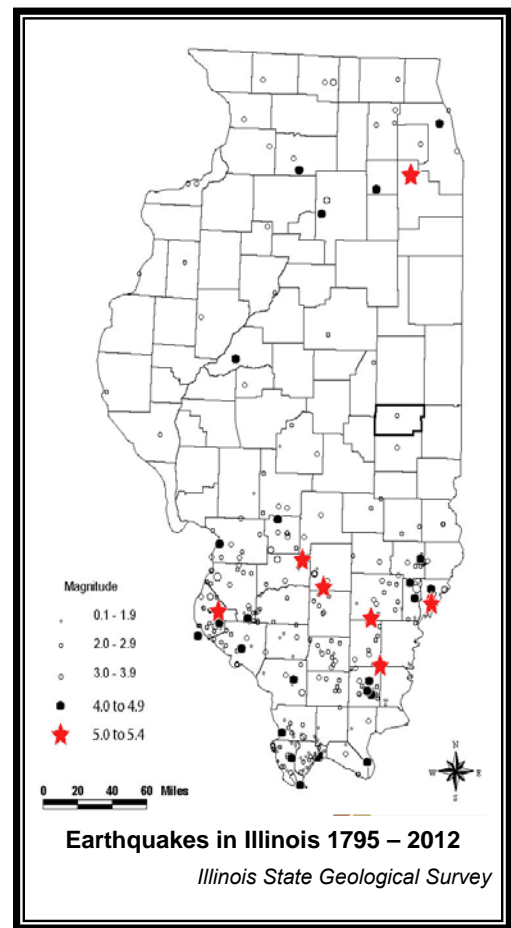 Magnitude
0.1 - 1.9
2.0 - 2.9
3.0 - 3.9
4.0 to 4.9
5.0 to 5.4
N
W E
S
0 20 40 60 Miles
Earthquakes in Illinois 1795 – 2012
Illinois State Geological Survey